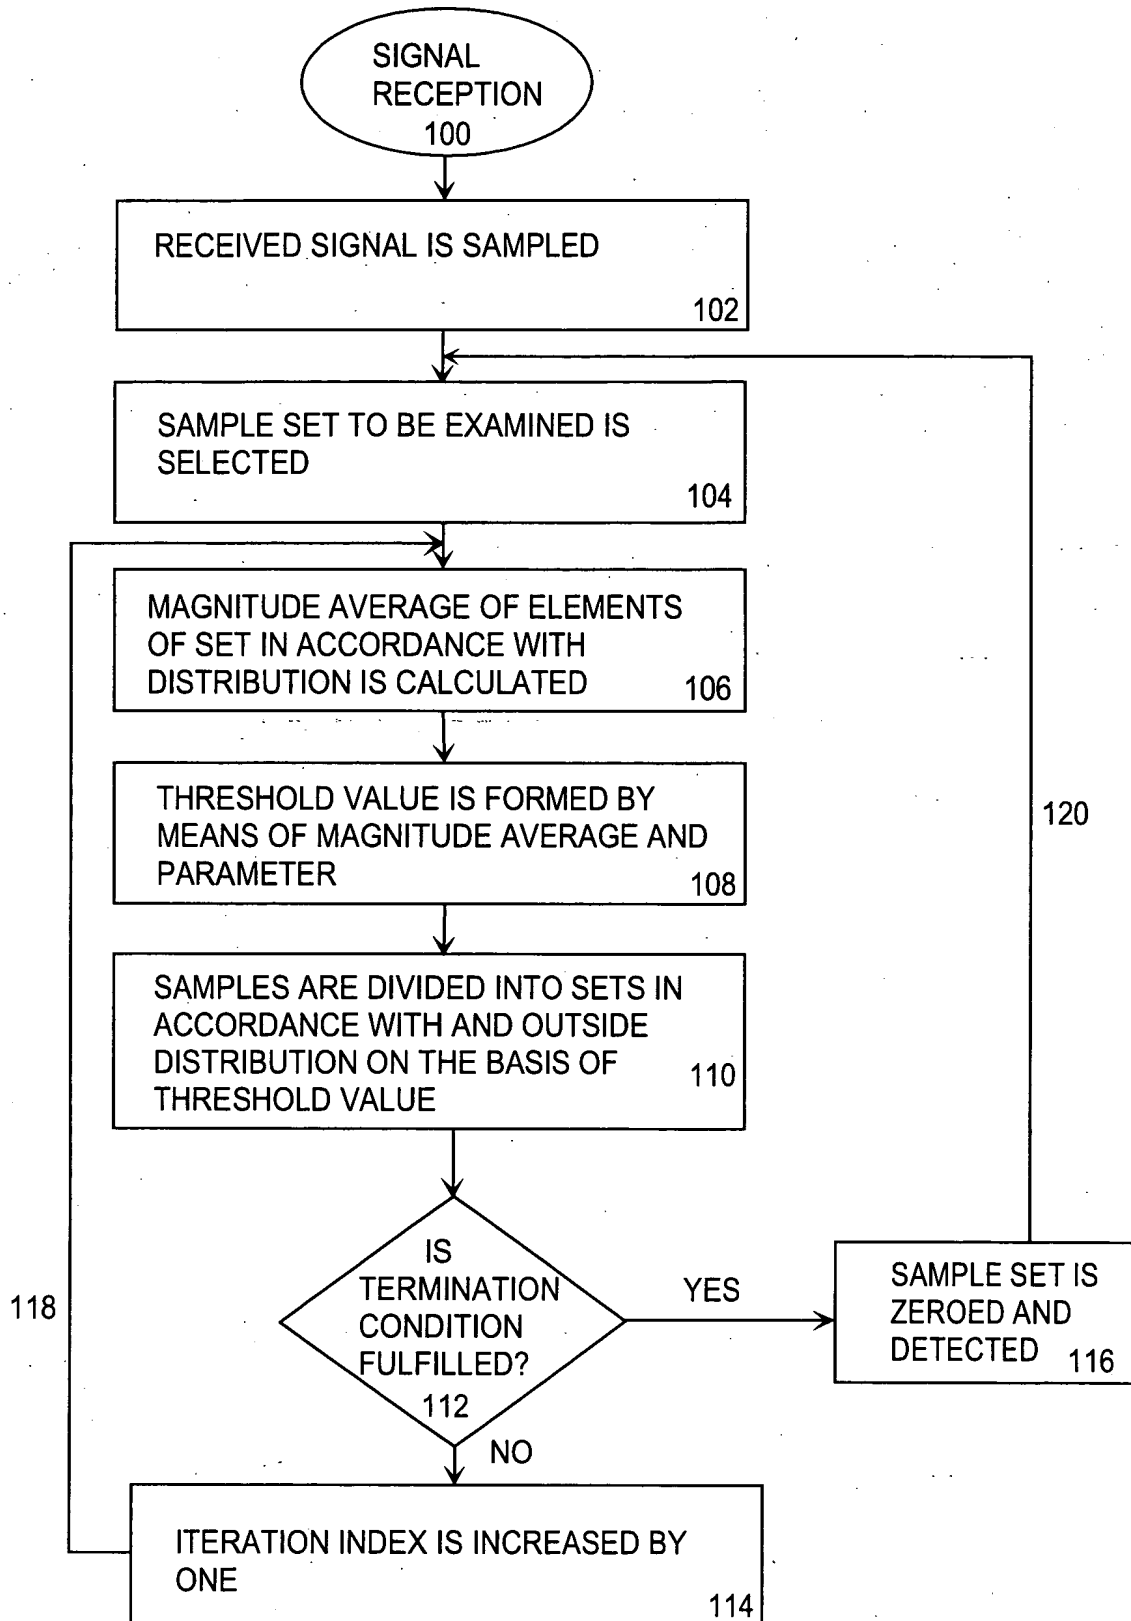 SIGNAL
RECEPTION
100
RECEIVED SIGNAL IS SAMPLED
102
SAMPLE SET TO BE EXAMINED IS
SELECTED
104
MAGNITUDE AVERAGE OF ELEMENTS
OF SET IN ACCORDANCE WITH
DISTRIBUTION IS CALCULATED
106
THRESHOLD VALUE IS FORMED BY
MEANS OF MAGNITUDE AVERAGE AND
PARAMETER
108
120
SAMPLES ARE DIVIDED INTO SETS IN
ACCORDANCE WITH AND OUTSIDE
DISTRIBUTION ON THE BASIS OF
THRESHOLD VALUE
110
IS
TERMINATION
CONDITION
FULFILLED?
112
YES
SAMPLE SET IS
ZEROED AND
DETECTED
116
118
NO
ITERATION INDEX IS INCREASED BY
ONE
114